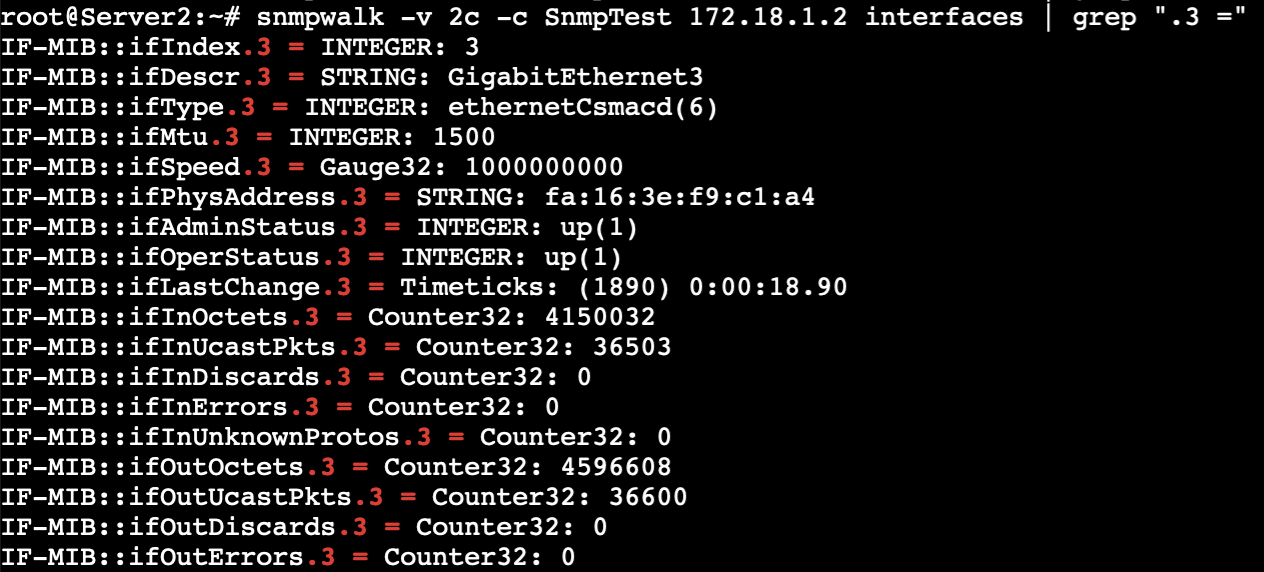 root@Server2:~# snmpwalk -v 2c -c SnmpTest 172.18.1.2 interfaces | grep ".3 ="
IF-MIB::ifIndex.3 = INTEGER: 3
IF-MIB::ifDescr.3 = STRING: GigabitEthernet3
IF-MIB::ifType.3 = INTEGER: ethernetCsmacd(6)
IF-MIB::ifMtu.3 = INTEGER: 1500
IF-MIB::ifSpeed.3 = Gauge32: 1000000000
IF-MIB::ifPhysAddress.3 = STRING: fa:16:3e:f9:c1:a4
IF-MIB::ifAdminStatus.3 = INTEGER: up(1)
IF-MIB::ifOperStatus.3 = INTEGER: up(1)
IF-MIB::ifLastChange.3 = Timeticks: (1890) 0:00:18.90
IF-MIB::ifInOctets.3 = Counter32: 4150032
IF-MIB::ifInUcastPkts.3 = Counter32: 36503
IF-MIB::ifInDiscards.3 = Counter32: 0
IF-MIB::ifInErrors.3 = Counter32: 0
IF-MIB::ifInUnknownProtos.3 = Counter32: 0
IF-MIB::ifOutOctets.3 = Counter32: 4596608
IF-MIB::ifOutUcastPkts.3 = Counter32: 36600
IF-MIB::ifOutDiscards.3 = Counter32: 0
IF-MIB::ifOutErrors.3 = Counter32: 0